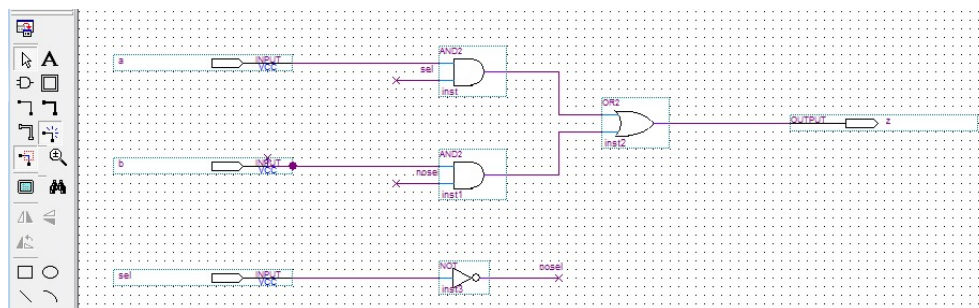 AND2
a INPUT VCC
sel
inst
OR2
OUTPUT z
inst2
AND2
b INPUT VCC
nosel
inst1
NOT nosel
sel INPUT VCC
inst3
A